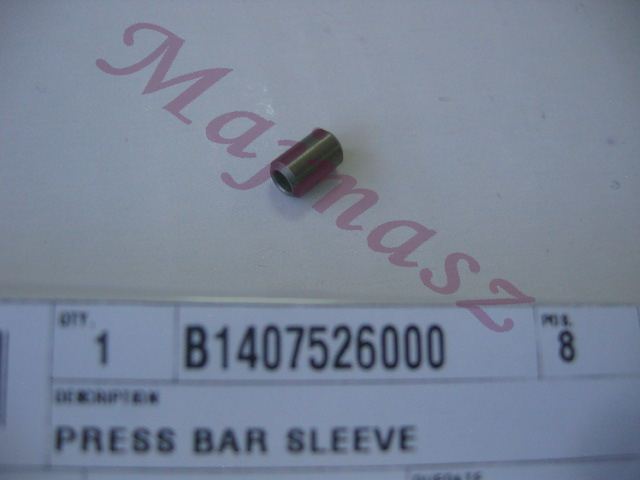 Majmasz
QTY.
1
B1407526000
POS.
8
DESCRIPTION
PRESS BAR SLEEVE